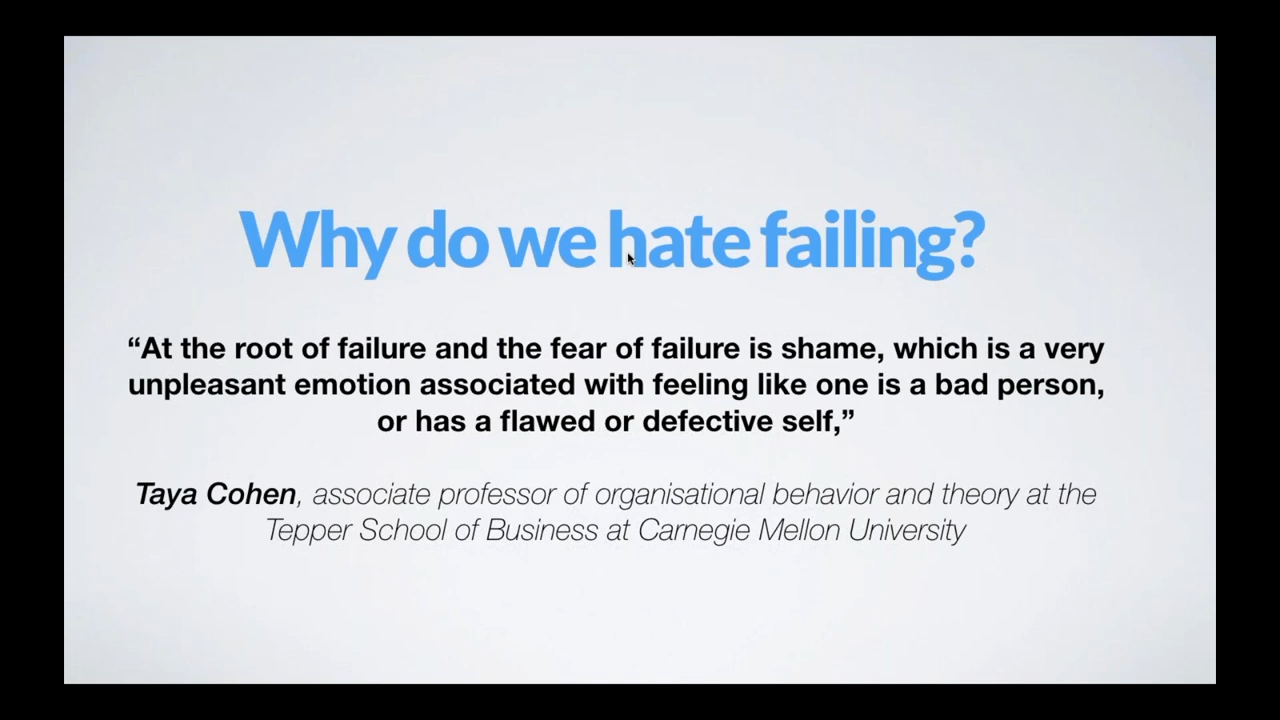 Why do we hate failing?
“At the root of failure and the fear of failure is shame, which is a very
unpleasant emotion associated with feeling like one is a bad person,
or has a flawed or defective self,”
Taya Cohen, associate professor of organisational behavior and theory at the
Tepper School of Business at Carnegie Mellon University